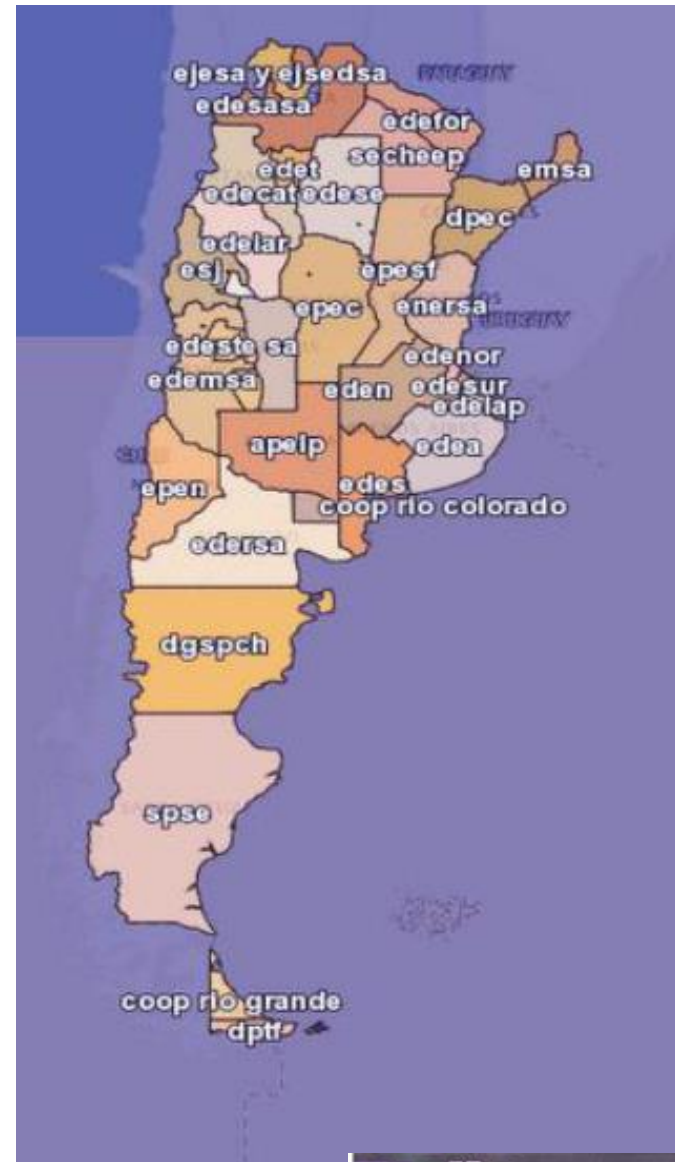 PARAGUAY
ejesa y ejsedsa
edesasa
edefor
secheep
edet
emsa
edecat
edese
dpec
edelar
esj
epesf
epec
enersa
URUGUAY
edeste sa
edenor
edemsa
eden
edesur
edelap
apelp
edea
epen
edes
coop rio colorado
edersa
dgspch
spse
coop rio grande
dptf